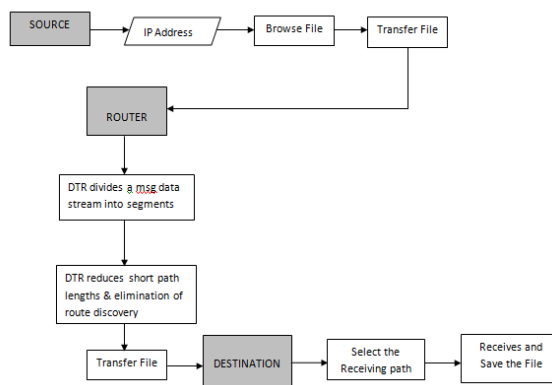 SOURCE
IP Address
Browse File
Transfer File
ROUTER
DTR divides a msg data
stream into segments
DTR reduces short path
lengths & elimination of
route discovery
Transfer File
DESTINATION
Select the
Receiving path
Receives and
Save the File